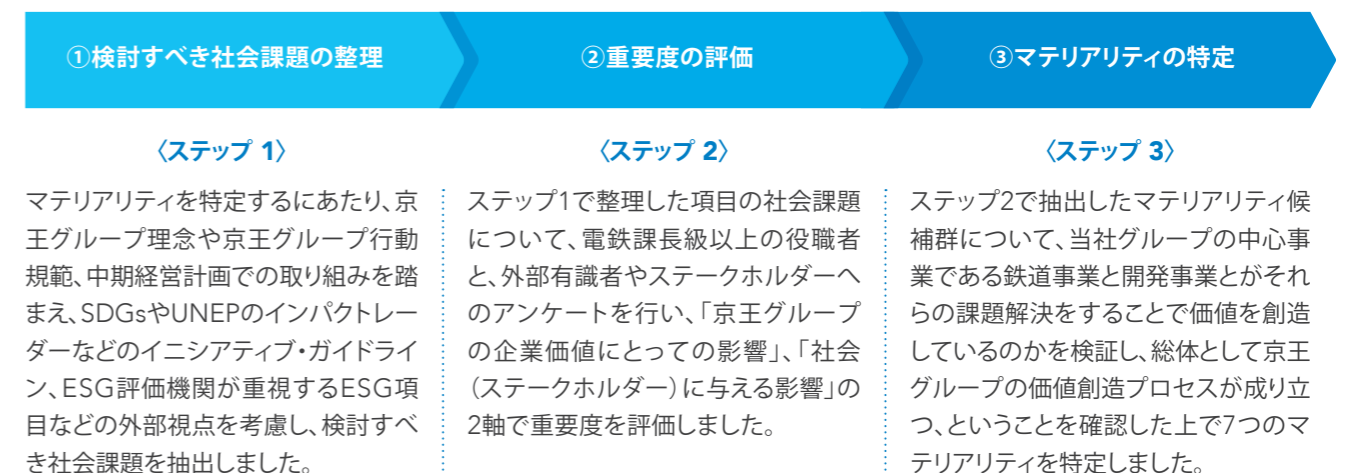 ①検討すべき社会課題の整理
②重要度の評価
③マテリアリティの特定
〈ステップ 1〉
マテリアリティを特定するにあたり、京
王グループ理念や京王グループ行動
規範、中期経営計画での取り組みを踏
まえ、SDGsやUNEPのインパクトレー
ダーなどのイニシアティブ・ガイドライ
ン、ESG評価機関が重視するESG項
目などの外部視点を考慮し、検討すべ
き社会課題を抽出しました。
〈ステップ 2〉
ステップ1で整理した項目の社会課題
について、電鉄課長級以上の役職者
と、外部有識者やステークホルダーへ
のアンケートを行い、「京王グループ
の企業価値にとっての影響」、「社会
（ステークホルダー）に与える影響」の
2軸で重要度を評価しました。
〈ステップ 3〉
ステップ2で抽出したマテリアリティ候
補群について、当社グループの中心事
業である鉄道事業と開発事業とがそれ
らの課題解決をすることで価値を創造
しているのかを検証し、総体として京王
グループの価値創造プロセスが成り立
つ、ということを確認した上で7つのマ
テリアリティを特定しました。